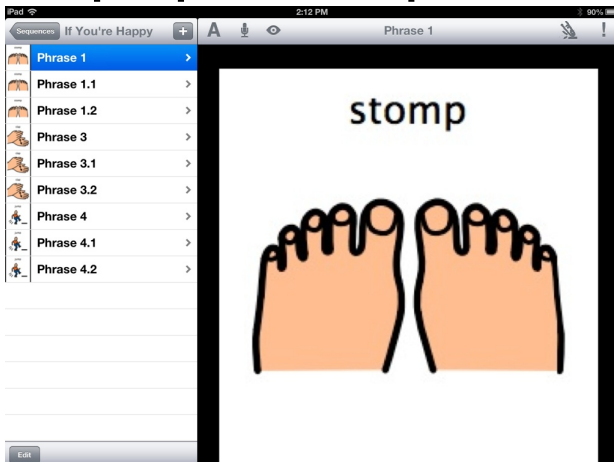 iPad 2:12 PM 90%
Sequences If You're Happy + A Phrase 1 !
Phrase 1
Phrase 1.1
Phrase 1.2
Phrase 3
Phrase 3.1
Phrase 3.2
Phrase 4
Phrase 4.1
Phrase 4.2
stomp
Edit